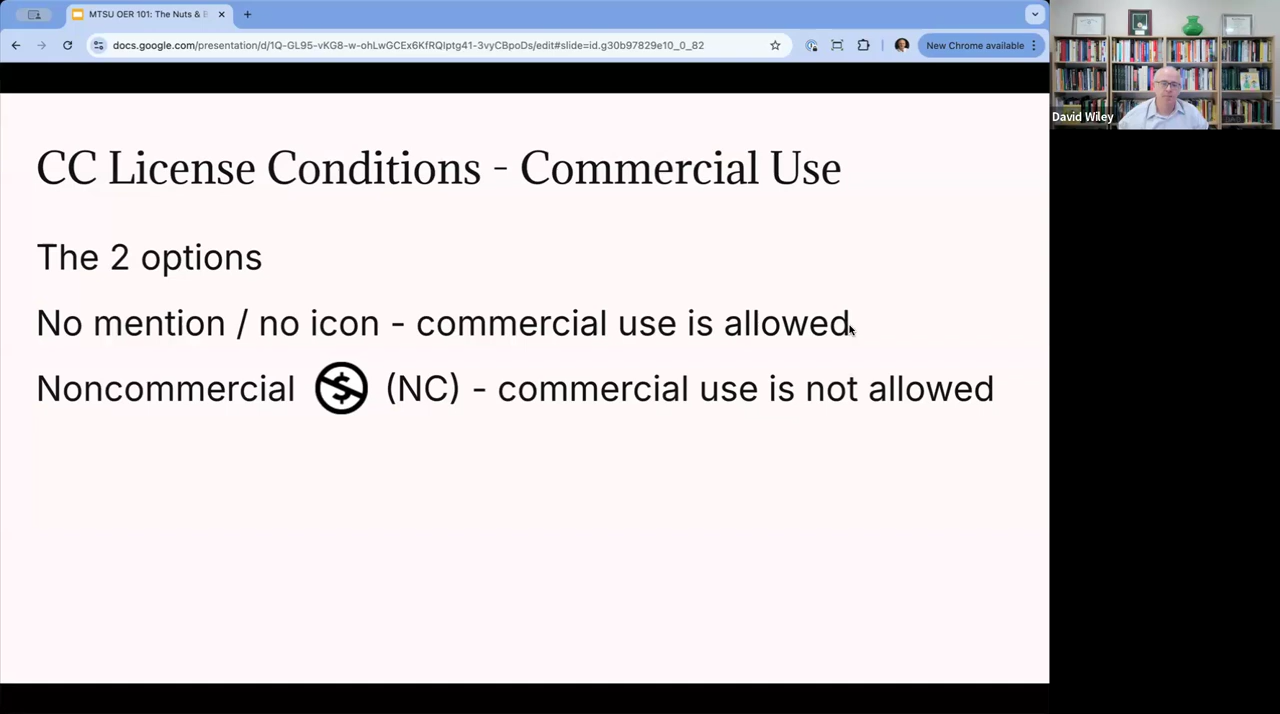 MTSU OER 101: The Nuts & B
docs.google.com/presentation/d/1Q-GL95-vKG8-w-ohLwGCEx6KfRQIptg41-3vyCBpoDs/edit#slide=id.g30b97829e10_0_82
New Chrome available
David Wiley
CC License Conditions - Commercial Use
The 2 options
No mention / no icon - commercial use is allowed
Noncommercial $ (NC) - commercial use is not allowed